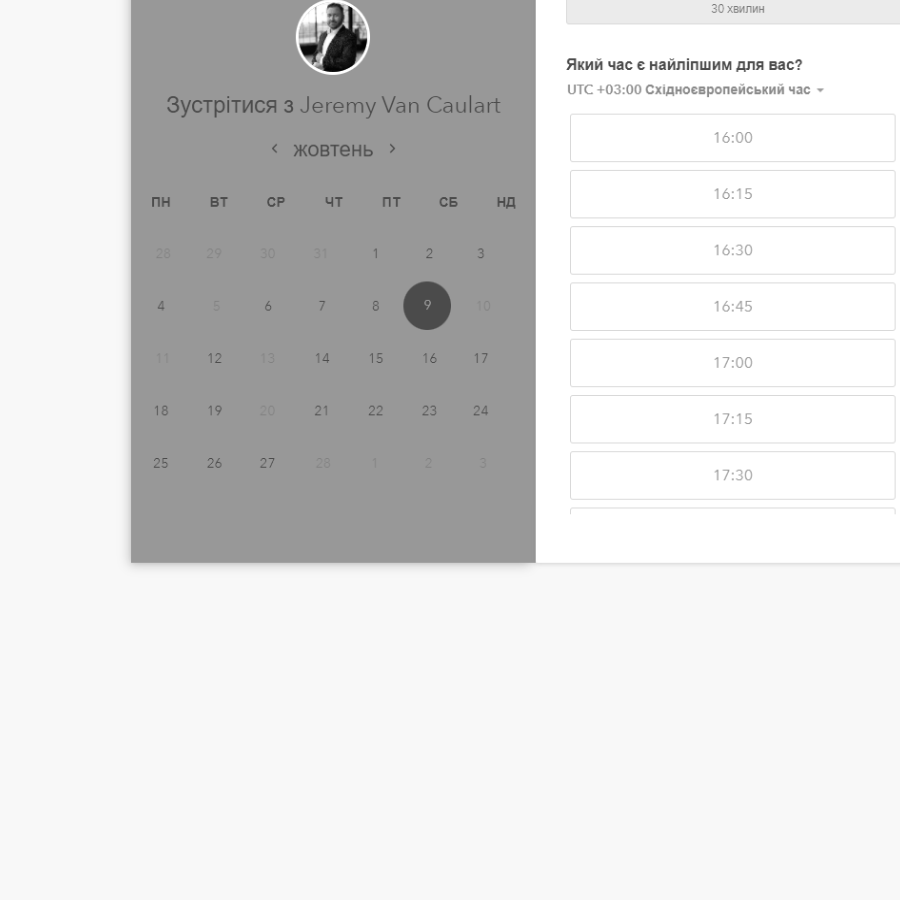 Зустрітися з Jeremy Van Caulart
‹ жовтень ›
ПН ВТ СР ЧТ ПТ СБ НД
28 29 30 31 1 2 3
4 5 6 7 8 9 10
11 12 13 14 15 16 17
18 19 20 21 22 23 24
25 26 27 28 1 2 3
30 хвилин
Який час є найліпшим для вас?
UTC +03:00 Східноєвропейський час
16:00
16:15
16:30
16:45
17:00
17:15
17:30